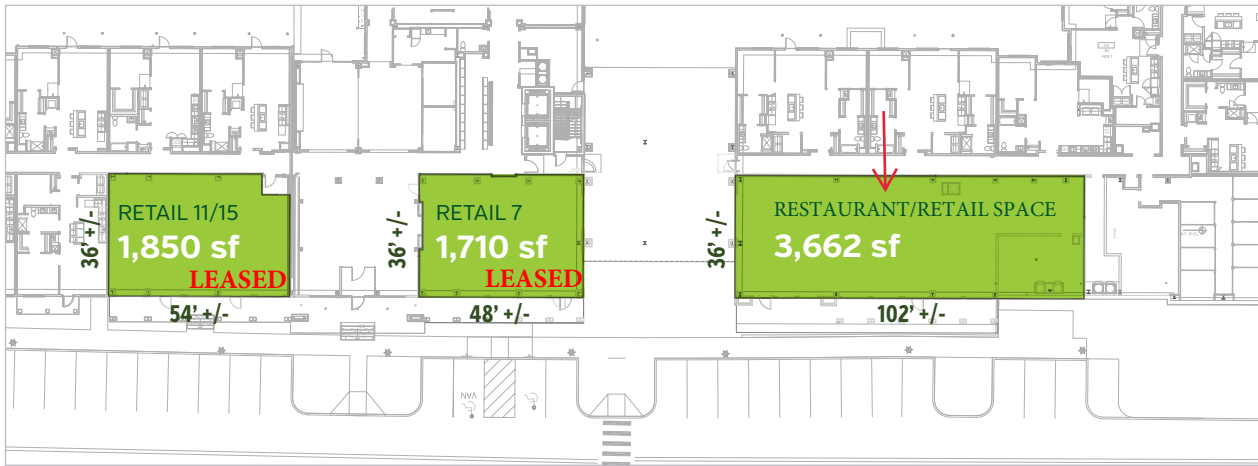 RETAIL 11/15
1,850 sf
LEASED
36' +/-
54' +/-
RETAIL 7
1,710 sf
LEASED
36' +/-
48' +/-
RESTAURANT/RETAIL SPACE
3,662 sf
36' +/-
102' +/-
VAN